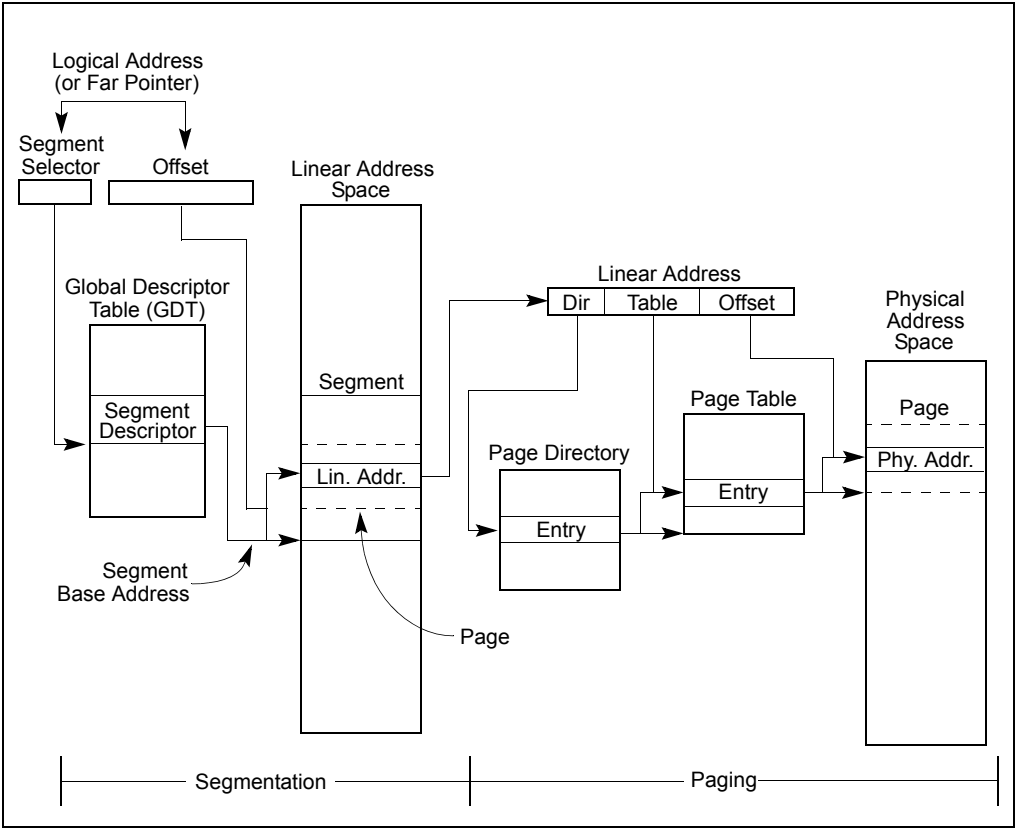 Logical Address
(or Far Pointer)
Segment
Selector
Offset
Linear Address
Space
Global Descriptor
Table (GDT)
Segment
Descriptor
Segment
Lin. Addr.
Segment
Base Address
Page
Linear Address
Dir
Table
Offset
Page Directory
Entry
Page Table
Entry
Physical
Address
Space
Page
Phy. Addr.
Segmentation
Paging